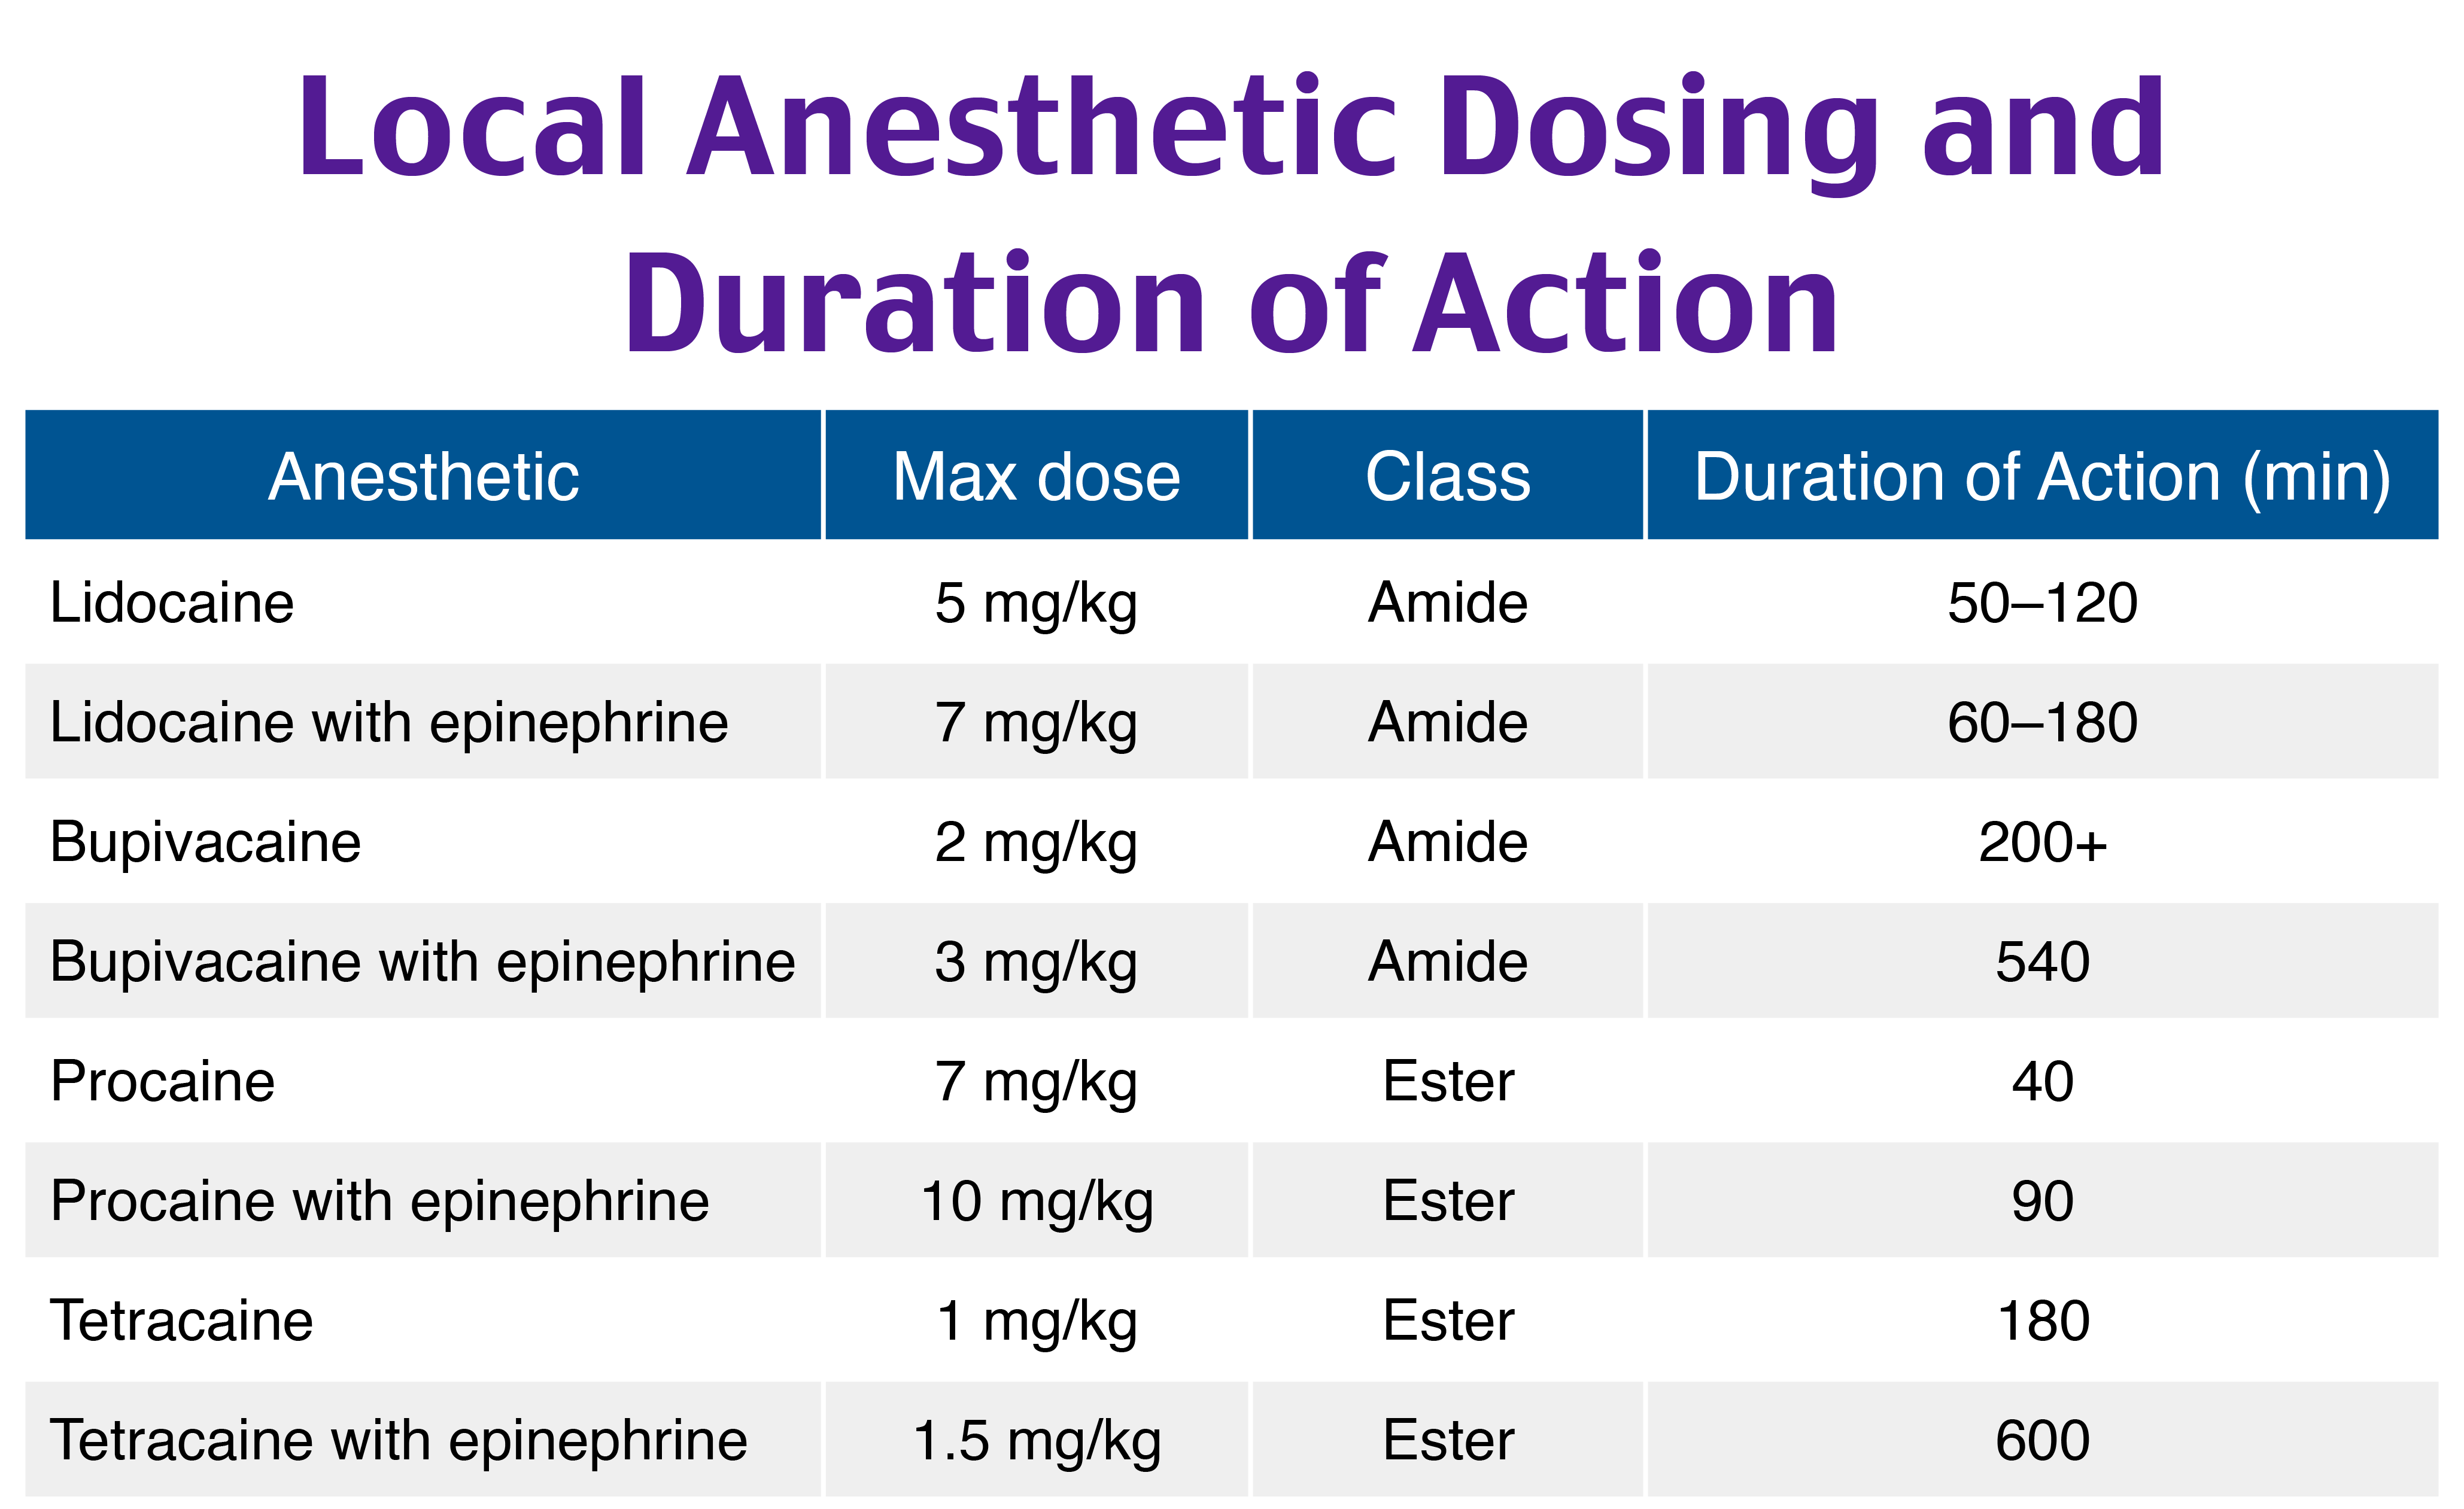 Local Anesthetic Dosing and
Duration of Action
Anesthetic Max dose Class Duration of Action (min)
Lidocaine 5 mg/kg Amide 50–120
Lidocaine with epinephrine 7 mg/kg Amide 60–180
Bupivacaine 2 mg/kg Amide 200+
Bupivacaine with epinephrine 3 mg/kg Amide 540
Procaine 7 mg/kg Ester 40
Procaine with epinephrine 10 mg/kg Ester 90
Tetracaine 1 mg/kg Ester 180
Tetracaine with epinephrine 1.5 mg/kg Ester 600